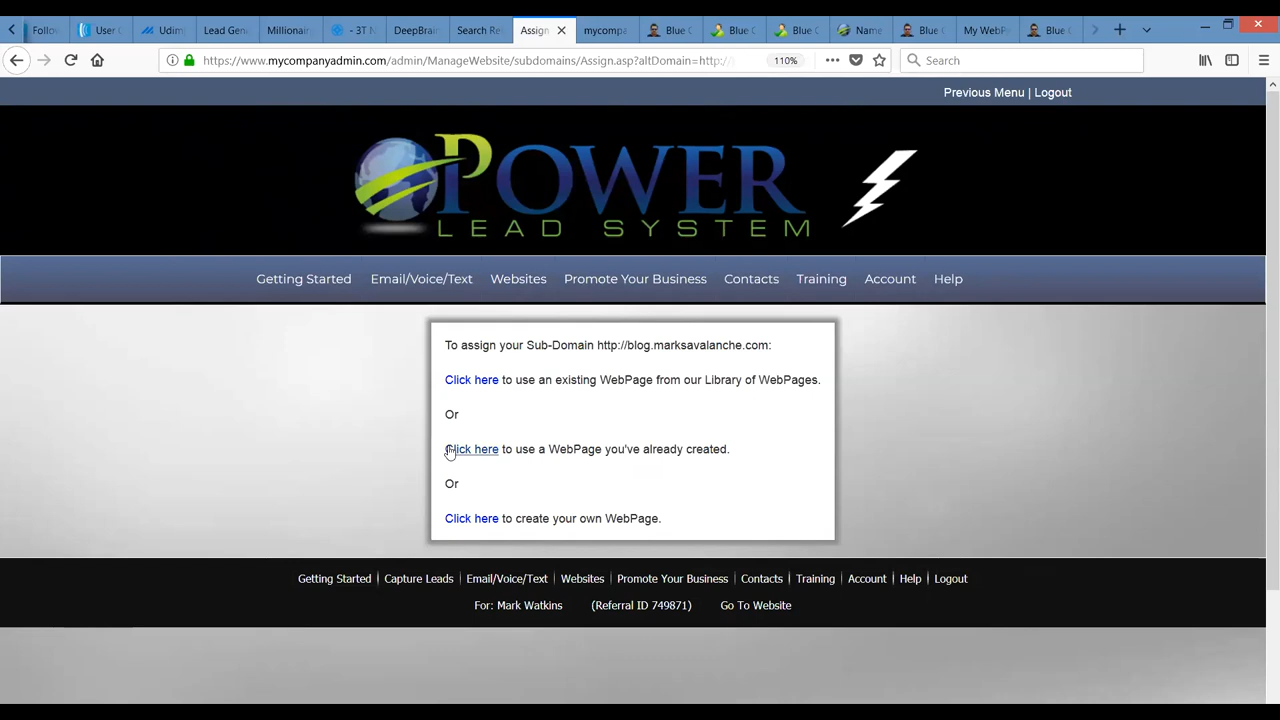 Follo
User C
Udim
Lead Gene
Millionai
- 3T N
DeepBrain
Search Re
Assign
mycompa
Blue C
Blue C
Blue C
Name
Blue C
My WebP
Blue C
https://www.mycompanyadmin.com/admin/ManageWebsite/subdomains/Assign.asp?altDomain=http:/
110%
Search
Previous Menu | Logout
POWER
LEAD SYSTEM
Getting Started Email/Voice/Text Websites Promote Your Business Contacts Training Account Help
To assign your Sub-Domain http://blog.marksavalanche.com:
Click here to use an existing WebPage from our Library of WebPages.
Or
Click here to use a WebPage you've already created.
Or
Click here to create your own WebPage.
Getting Started | Capture Leads | Email/Voice/Text | Websites | Promote Your Business | Contacts | Training | Account | Help | Logout
For: Mark Watkins (Referral ID 749871) Go To Website